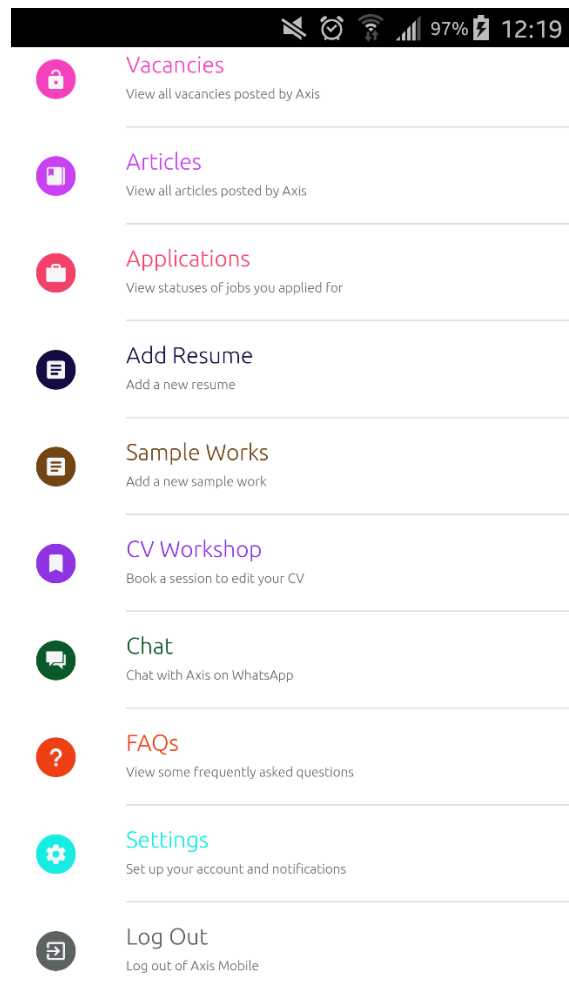 97% 12:19
Vacancies
View all vacancies posted by Axis
Articles
View all articles posted by Axis
Applications
View statuses of jobs you applied for
Add Resume
Add a new resume
Sample Works
Add a new sample work
CV Workshop
Book a session to edit your CV
Chat
Chat with Axis on WhatsApp
FAQs
View some frequently asked questions
Settings
Set up your account and notifications
Log Out
Log out of Axis Mobile